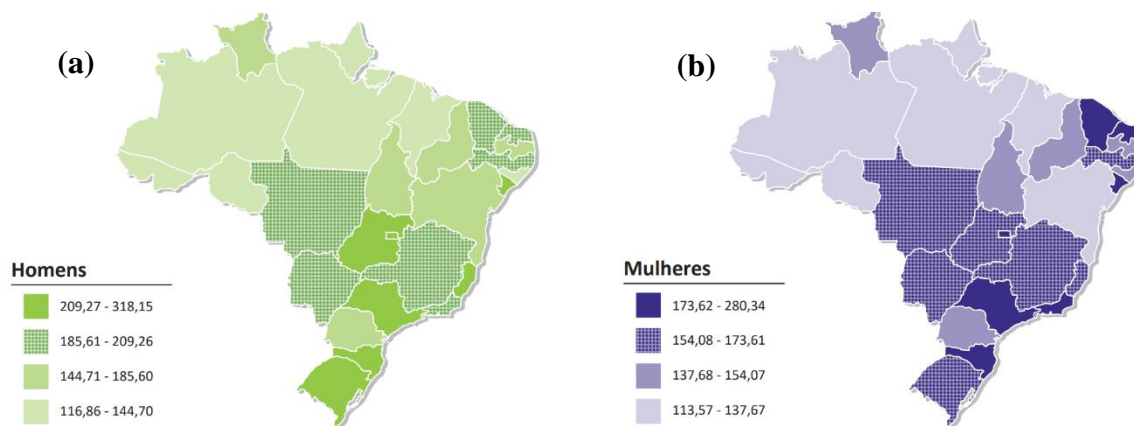 (a)
Homens
209,27 - 318,15
185,61 - 209,26
144,71 - 185,60
116,86 - 144,70
(b)
Mulheres
173,62 - 280,34
154,08 - 173,61
137,68 - 154,07
113,57 - 137,67